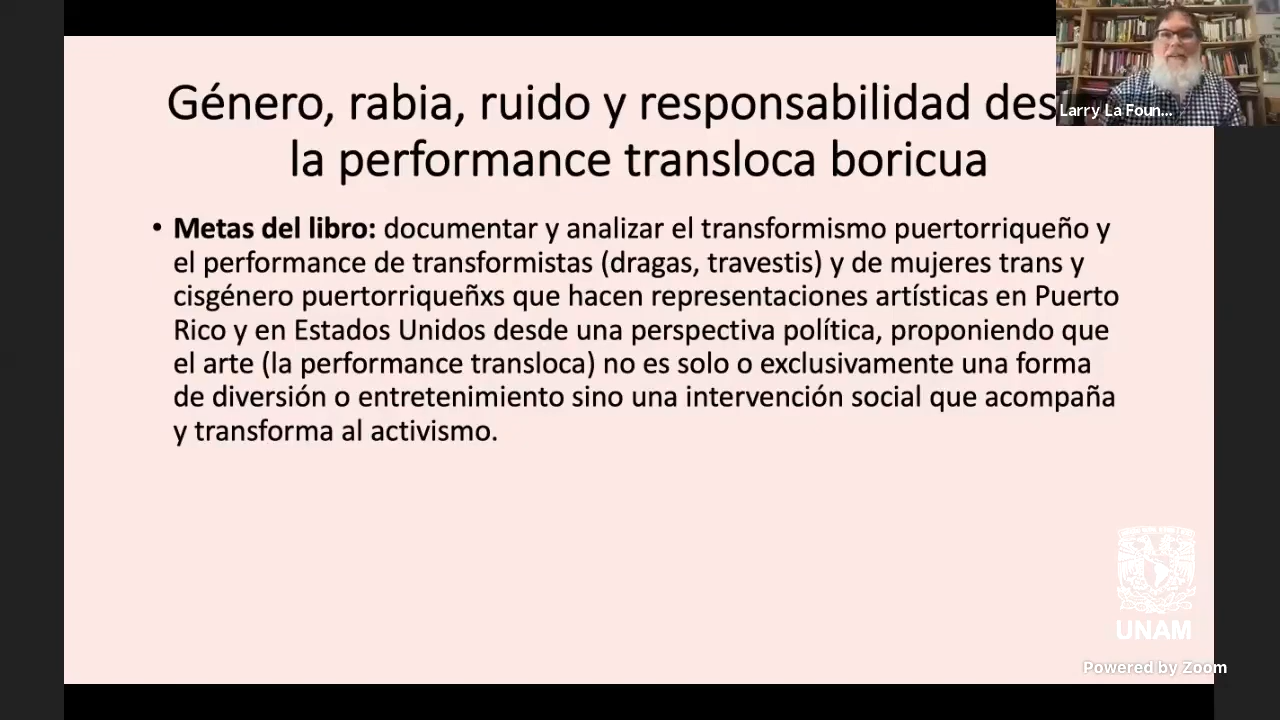 Género, rabia, ruido y responsabilidad des
la performance transloca boricua
• Metas del libro: documentar y analizar el transformismo puertorriqueño y
el performance de transformistas (dragas, travestis) y de mujeres trans y
cisgénero puertorriqueñxs que hacen representaciones artísticas en Puerto
Rico y en Estados Unidos desde una perspectiva política, proponiendo que
el arte (la performance transloca) no es solo o exclusivamente una forma
de diversión o entretenimiento sino una intervención social que acompaña
y transforma al activismo.
Larry La Foun...
UNAM
Powered by Zoom